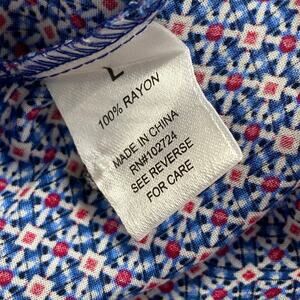 L
100% RAYON
MADE IN CHINA
RN#102724
SEE REVERSE
FOR CARE